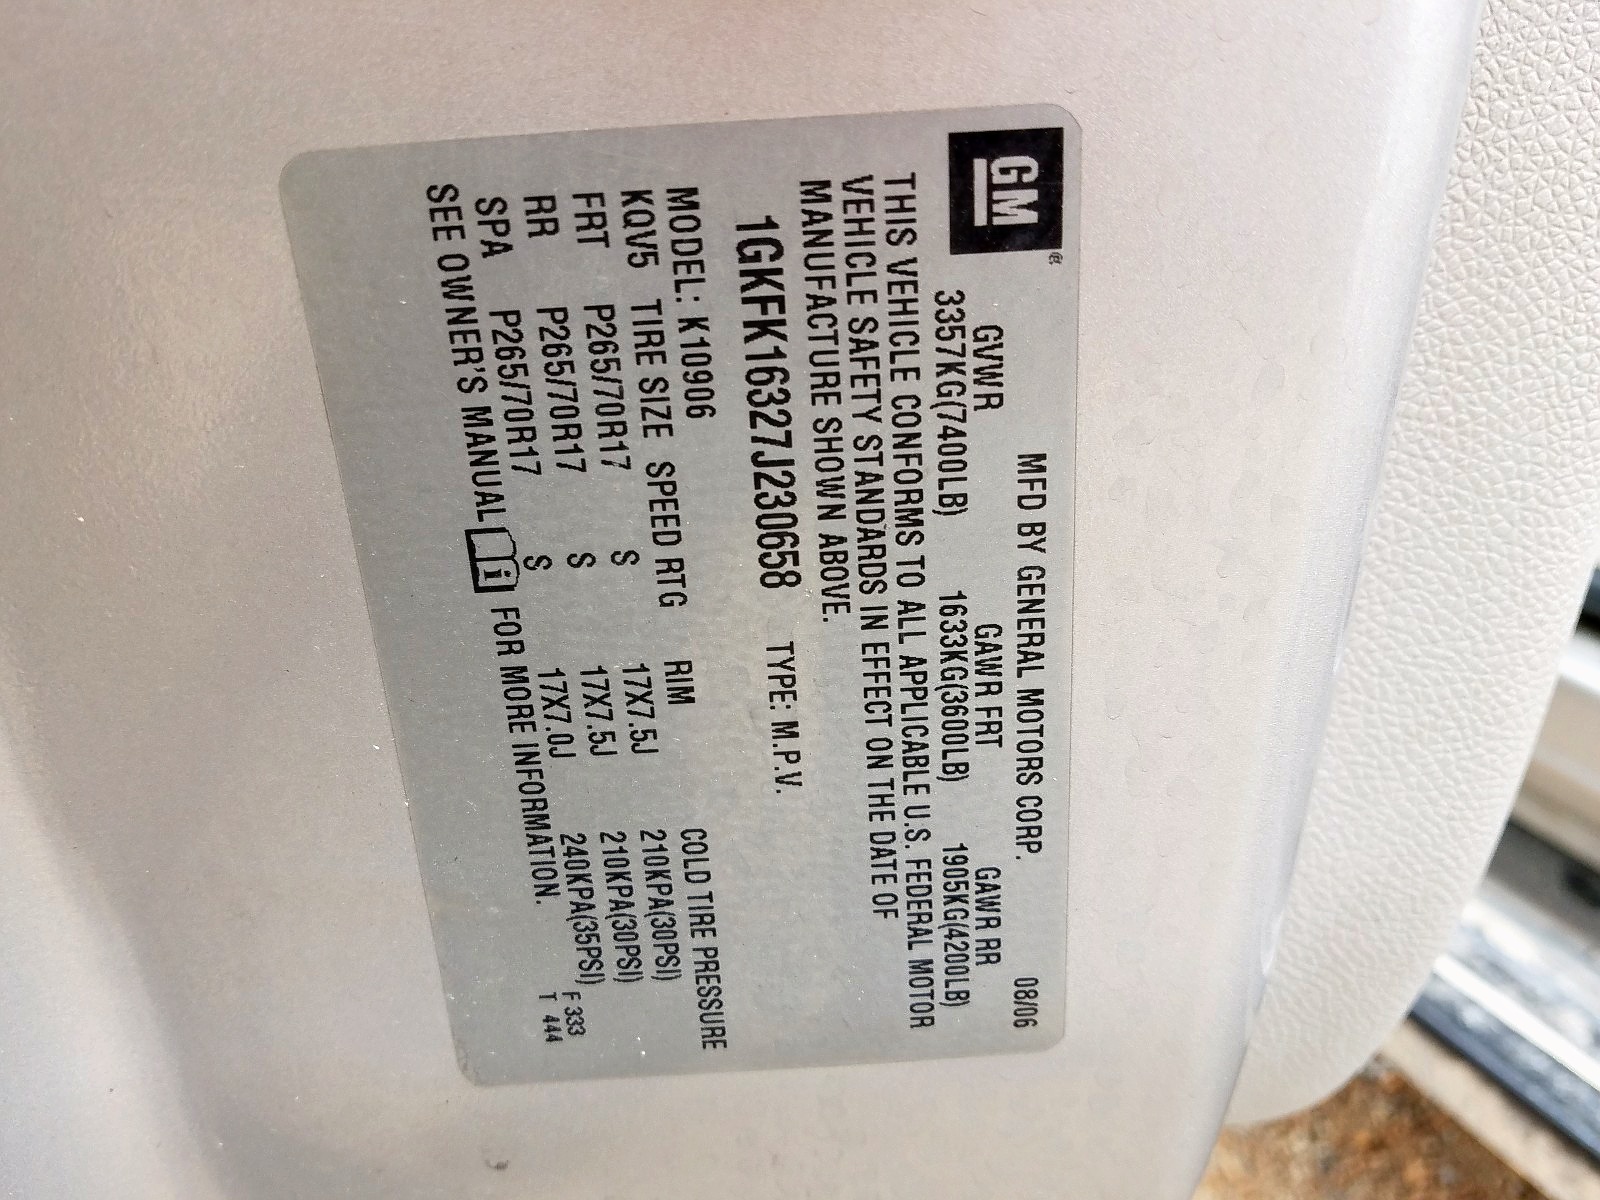 GM®
MFD BY GENERAL MOTORS CORP. 08/06
GVWR GAWR FRT GAWR RR
3357KG(7400LB) 1633KG(3600LB) 1905KG(4200LB)
THIS VEHICLE CONFORMS TO ALL APPLICABLE U.S. FEDERAL MOTOR
VEHICLE SAFETY STANDARDS IN EFFECT ON THE DATE OF
MANUFACTURE SHOWN ABOVE.
1GKFK16327J230658 TYPE: M.P.V.
MODEL: K10906
KQV5 TIRE SIZE SPEED RTG RIM COLD TIRE PRESSURE
FRT P265/70R17 S 17X7.5J 210KPA(30PSI)
RR P265/70R17 S 17X7.5J 210KPA(30PSI)
SPA P265/70R17 S 17X7.0J 240KPA(35PSI)
SEE OWNER'S MANUAL i FOR MORE INFORMATION.
F 333
T 444